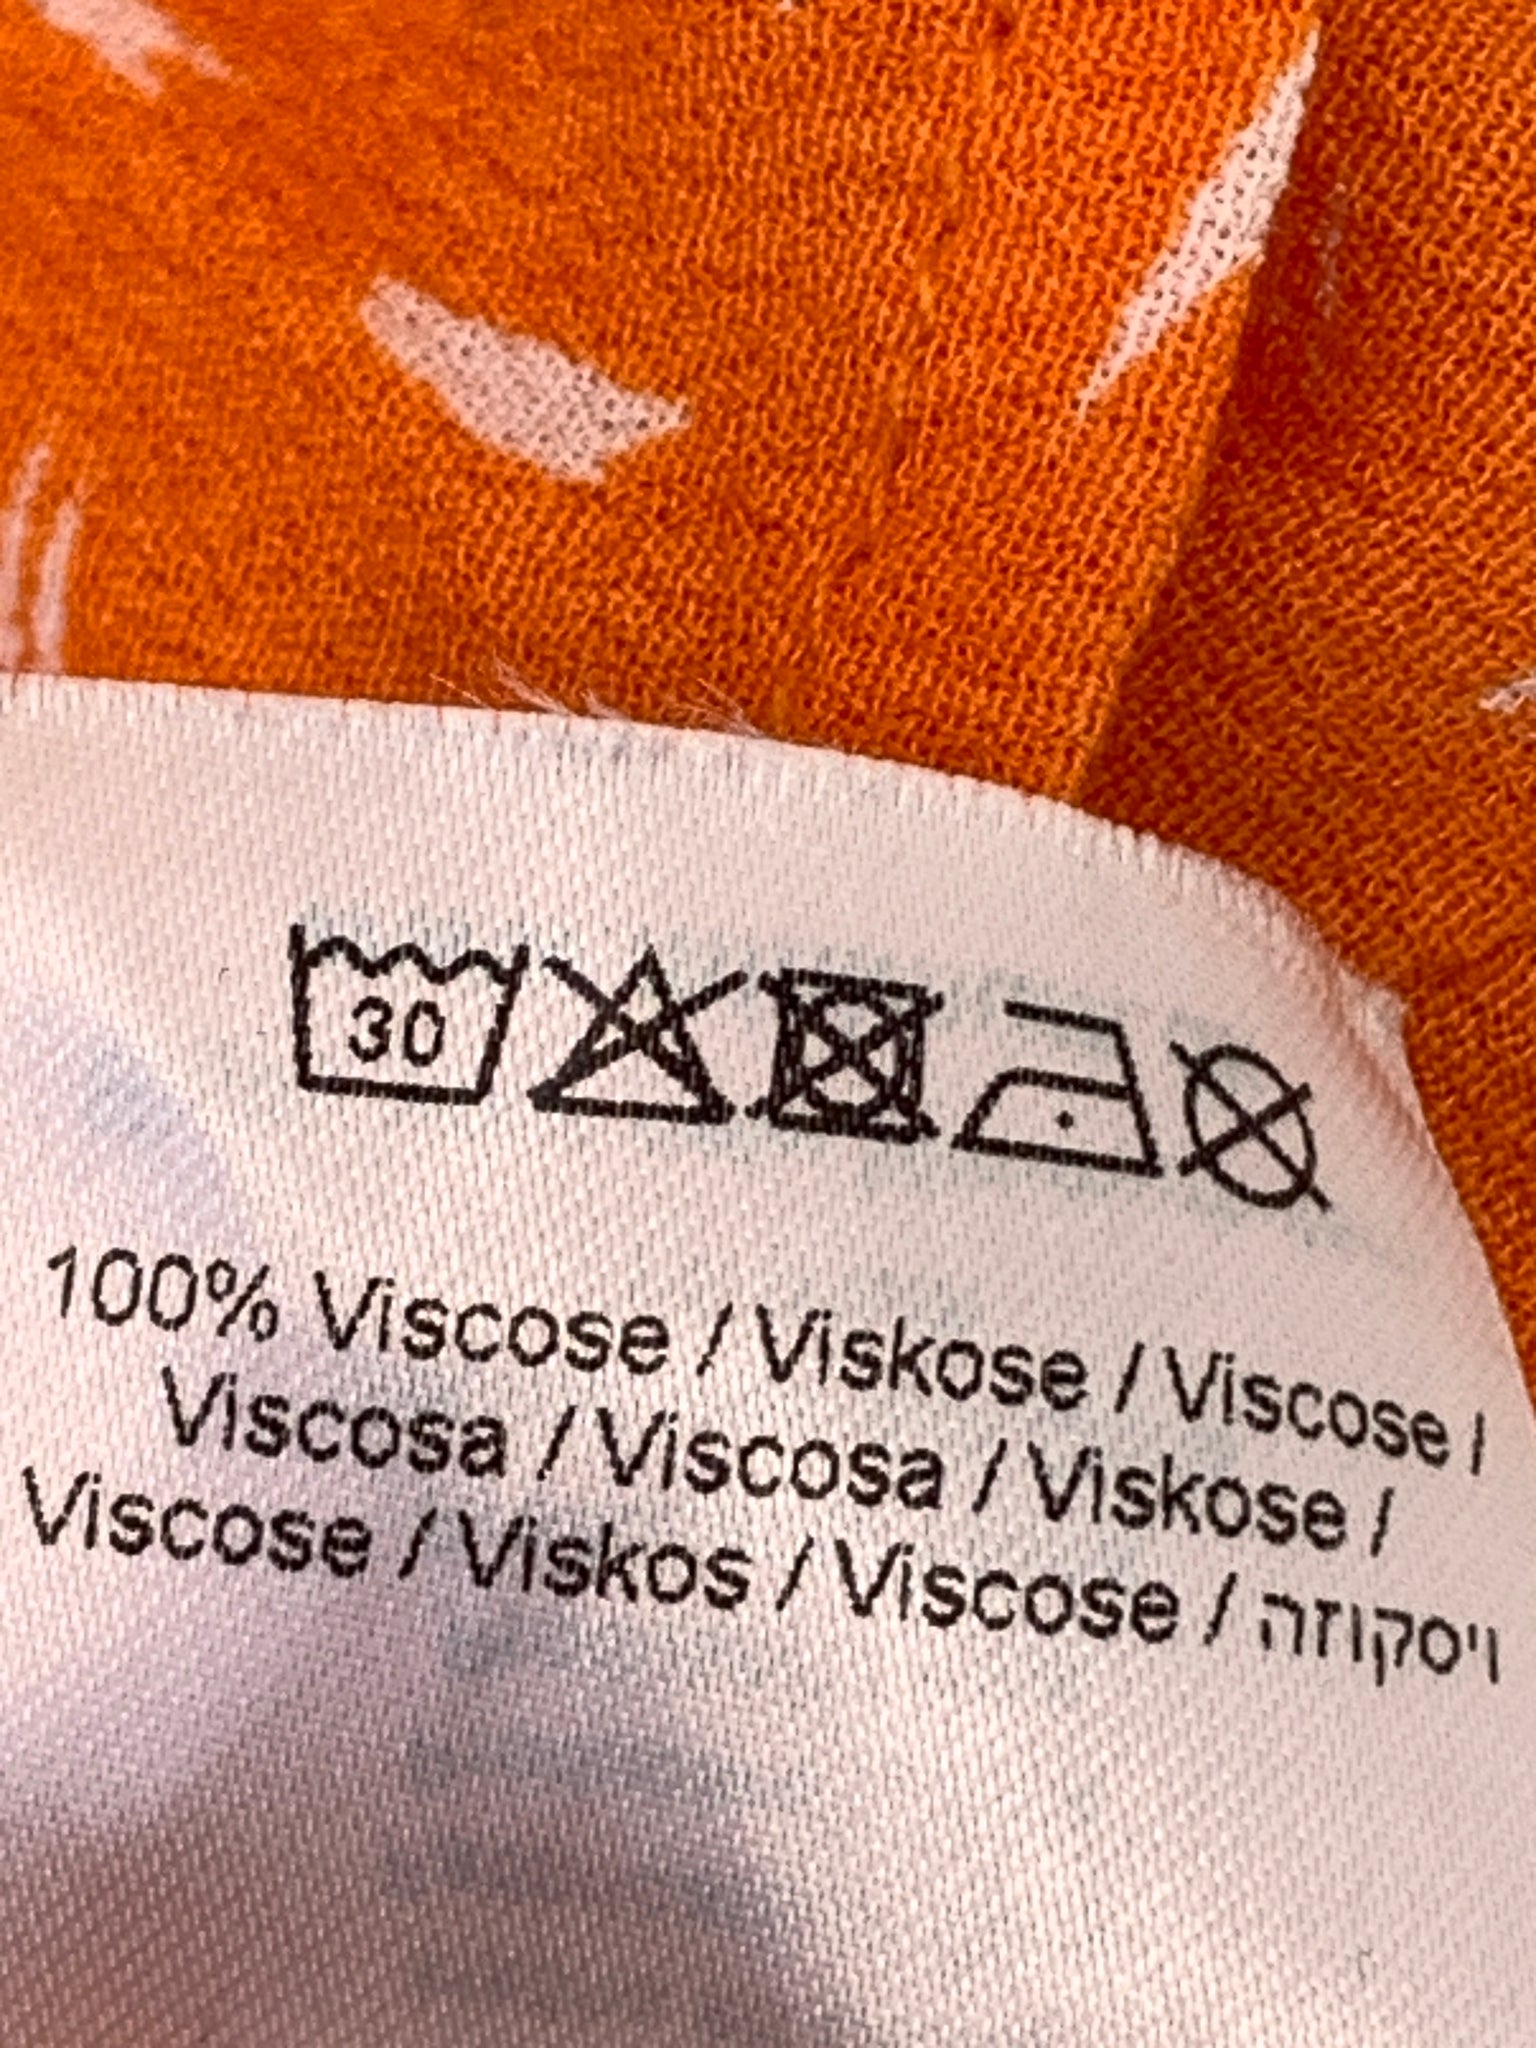 30
100% Viscose / Viskose / Viscose /
Viscosa / Viscosa / Viskose /
Viscose / Viskos / Viscose / ויסקוזה